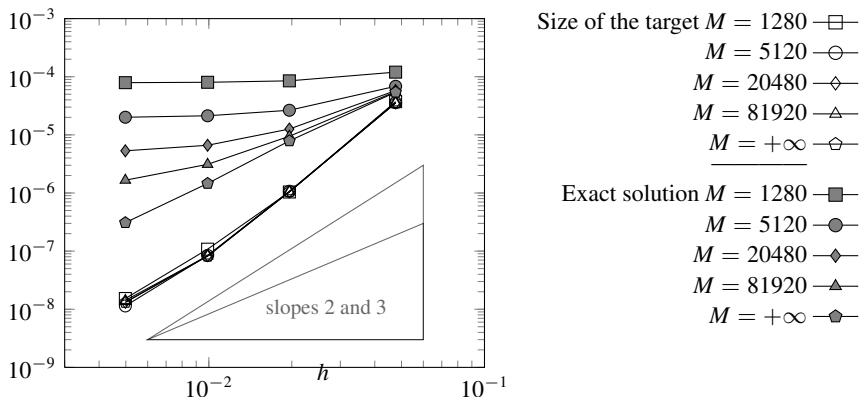 10⁻³
10⁻⁴
10⁻⁵
10⁻⁶
10⁻⁷
10⁻⁸
10⁻⁹
10⁻²
10⁻¹
h
slopes 2 and 3
Size of the target M = 1280
M = 5120
M = 20480
M = 81920
M = +∞
Exact solution M = 1280
M = 5120
M = 20480
M = 81920
M = +∞